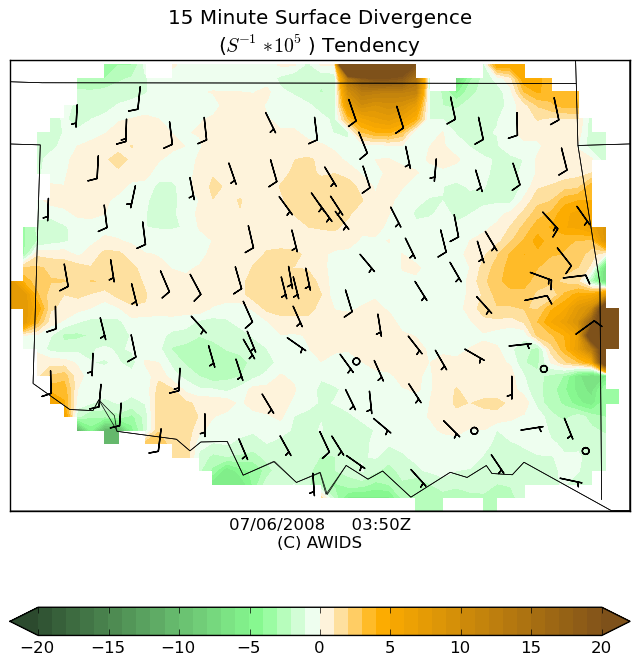 15 Minute Surface Divergence
(S⁻¹ *10⁵ ) Tendency
07/06/2008 03:50Z
(C) AWIDS
−20 −15 −10 −5 0 5 10 15 20